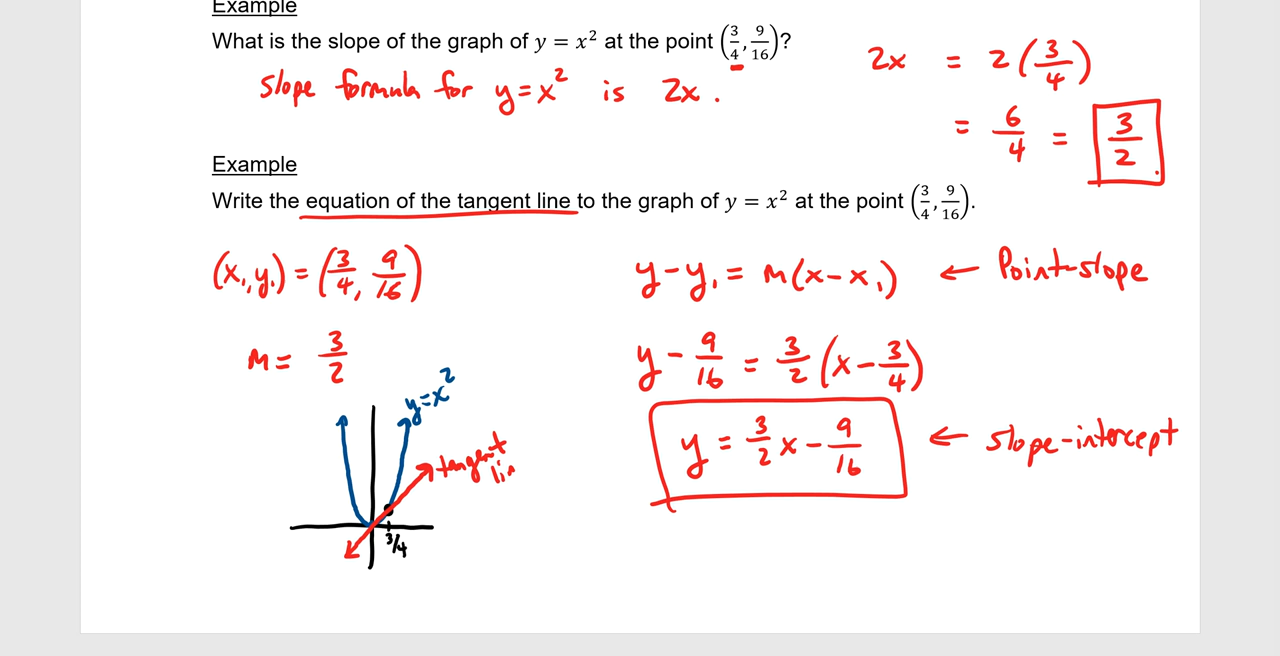 Example
What is the slope of the graph of y = x² at the point (3/4, 9/16)?
slope formula for y=x² is 2x.
2x = 2(3/4)
= 6/4 = 3/2
Example
Write the equation of the tangent line to the graph of y = x² at the point (3/4, 9/16).
(x₁,y₁) = (3/4, 9/16)
m = 3/2
y=x²
tangent
lin
3/4
y-y₁ = m(x-x₁) ← Point-slope
y - 9/16 = 3/2 (x - 3/4)
y = 3/2 x - 9/16 ← slope-intercept